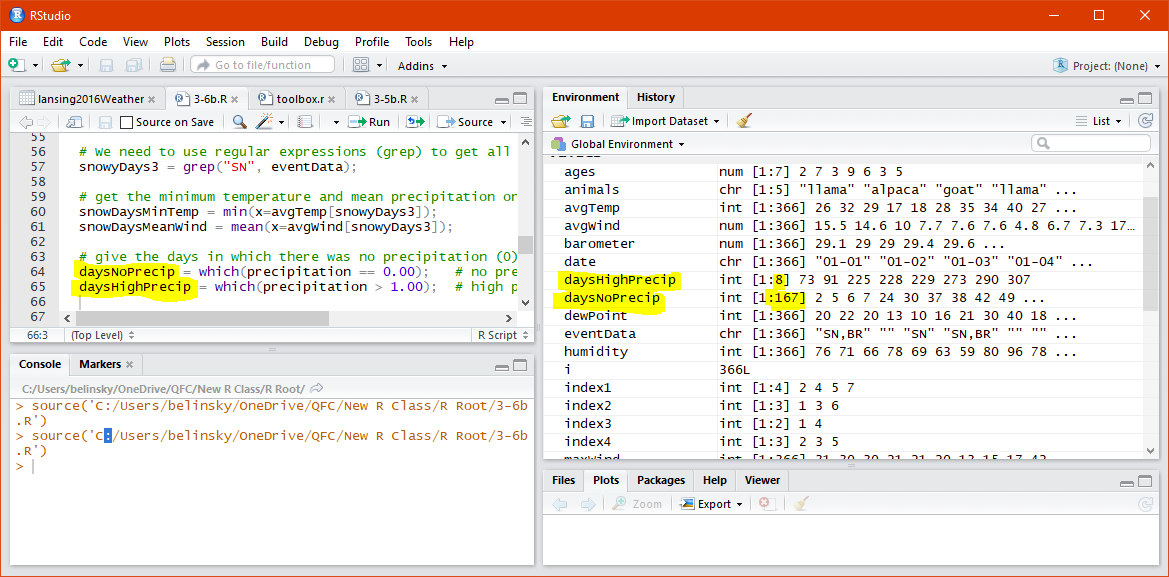 RStudio
File Edit Code View Plots Session Build Debug Profile Tools Help
Go to file/function Addins Project: (None)
lansing2016Weather 3-6b.R toolbox.r 3-5b.R
Source on Save Run Source
55
56 # We need to use regular expressions (grep) to get all
57 snowyDays3 = grep("SN", eventData);
58
59 # get the minimum temperature and mean precipitation on
60 snowDaysMinTemp = min(x=avgTemp[snowyDays3]);
61 snowDaysMeanWind = mean(x=avgWind[snowyDays3]);
62
63 # give the days in which there was no precipitation (0)
64 daysNoPrecip = which(precipitation == 0.00); # no pre
65 daysHighPrecip = which(precipitation > 1.00); # high p
66
67
66:3 (Top Level) R Script
Console Markers
C:/Users/belinsky/OneDrive/QFC/New R Class/R Root/
> source('C:/Users/belinsky/OneDrive/QFC/New R Class/R Root/3-6b
.R')
> source('C:/Users/belinsky/OneDrive/QFC/New R Class/R Root/3-6b
.R')
>
Environment History
Import Dataset List
Global Environment
ages num [1:7] 2 7 3 9 6 3 5
animals chr [1:5] "llama" "alpaca" "goat" "llama" ...
avgTemp int [1:366] 26 32 29 17 18 28 35 34 40 27 ...
avgWind num [1:366] 15.5 14.6 10 7.7 7.6 7.6 4.8 6.7 7.3 17…
barometer num [1:366] 29.1 29 29 29.4 29.6 ...
date chr [1:366] "01-01" "01-02" "01-03" "01-04" ...
daysHighPrecip int [1:8] 73 91 225 228 229 273 290 307
daysNoPrecip int [1:167] 2 5 6 7 24 30 37 38 42 49 ...
dewPoint int [1:366] 20 22 20 13 10 16 21 30 40 18 ...
eventData chr [1:366] "SN,BR" "" "SN" "SN,BR" "" "" ...
humidity int [1:366] 76 71 66 78 69 63 59 80 96 78 ...
i 366L
index1 int [1:4] 2 4 5 7
index2 int [1:3] 1 3 6
index3 int [1:2] 1 4
index4 int [1:3] 2 3 5
maxWind int [1:366]
Files Plots Packages Help Viewer
Zoom Export